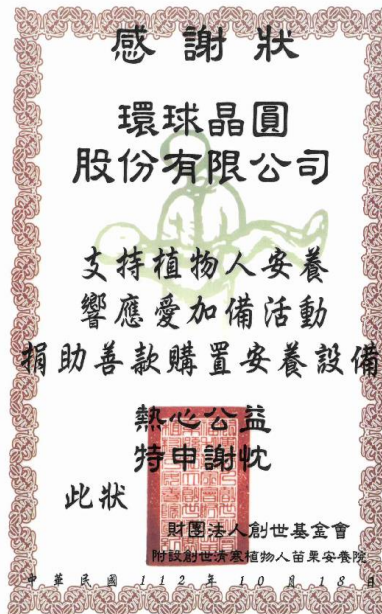 感謝狀
環球晶圓
股份有限公司
支持植物人安養
響應愛加備活動
捐助善款購置安養設備
熱心公益
特申謝忱
此狀
財團法人創世基金會
附設創世清寒植物人苗栗安養院
中華民國112年10月18日